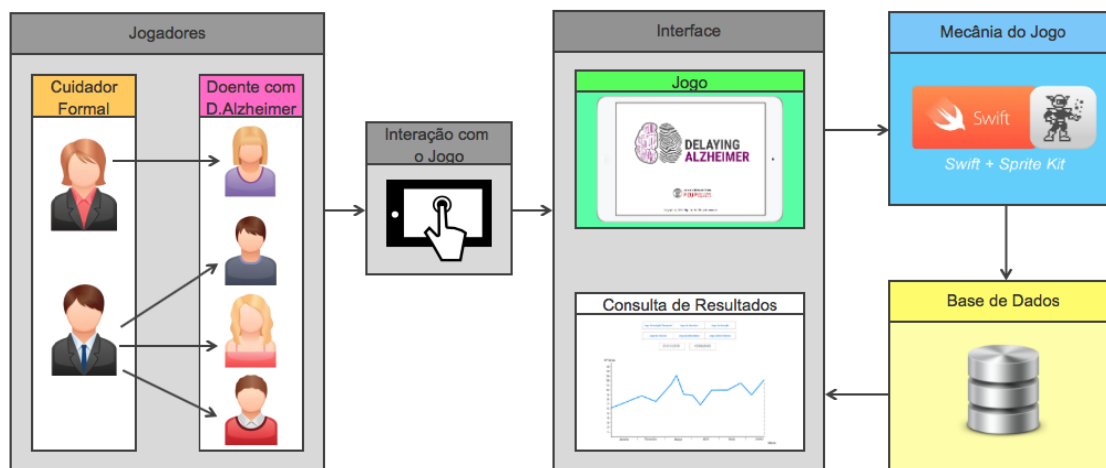 Jogadores
Cuidador
Formal
Doente com
D.Alzheimer
Interação com
o Jogo
Interface
Jogo
DELAYING
ALZHEIMER
Consulta de Resultados
Mecânia do Jogo
Swift
Swift + Sprite Kit
Base de Dados